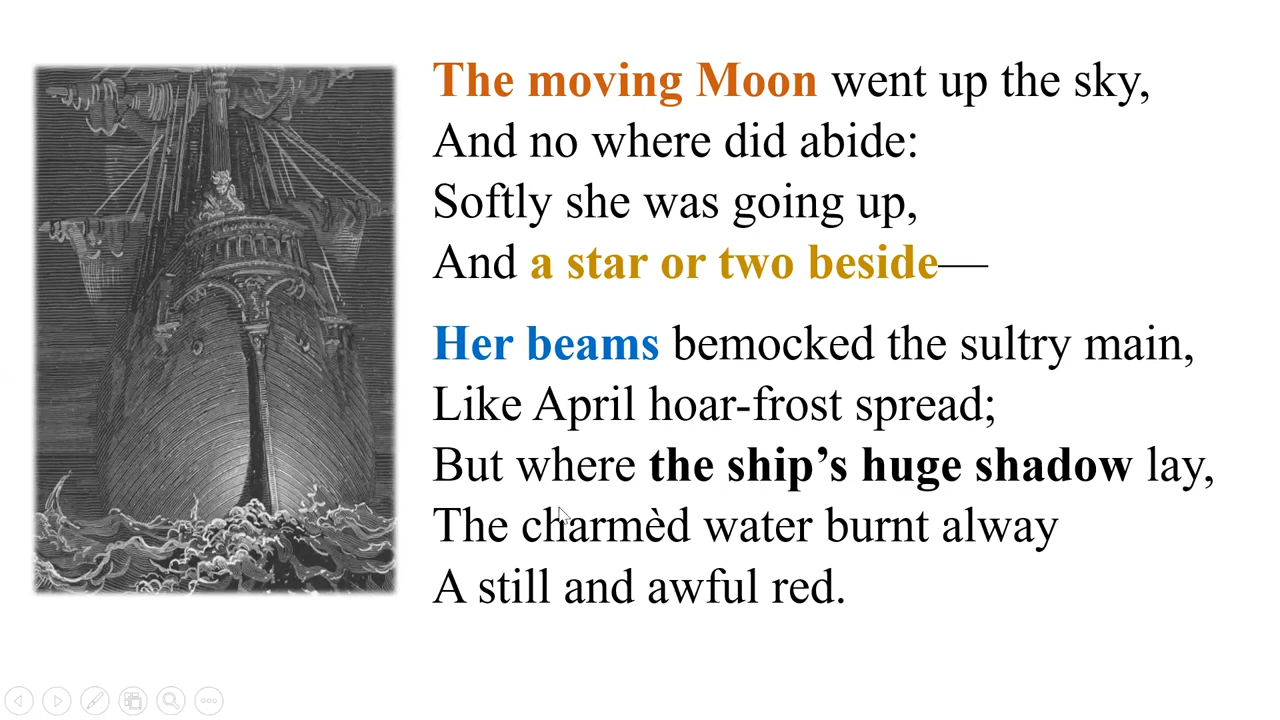 The moving Moon went up the sky,
And no where did abide:
Softly she was going up,
And a star or two beside—
Her beams bemocked the sultry main,
Like April hoar-frost spread;
But where the ship’s huge shadow lay,
The charmèd water burnt alway
A still and awful red.